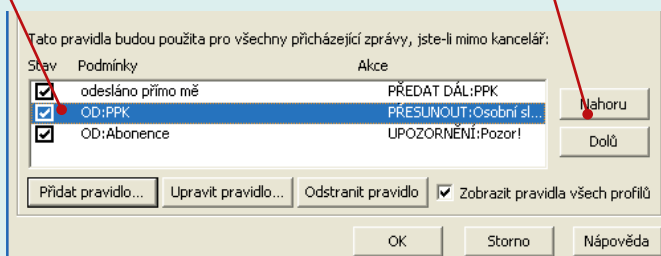 Tato pravidla budou použita pro všechny přicházející zprávy, jste-li mimo kancelář:
Stav Podmínky Akce
odesláno přímo mě PŘEDAT DÁL:PPK
OD:PPK PŘESUNOUT:Osobní sl...
OD:Abonence UPOZORNĚNÍ:Pozor!
Nahoru
Dolů
Přidat pravidlo... Upravit pravidlo... Odstranit pravidlo Zobrazit pravidla všech profilů
OK Storno Nápověda